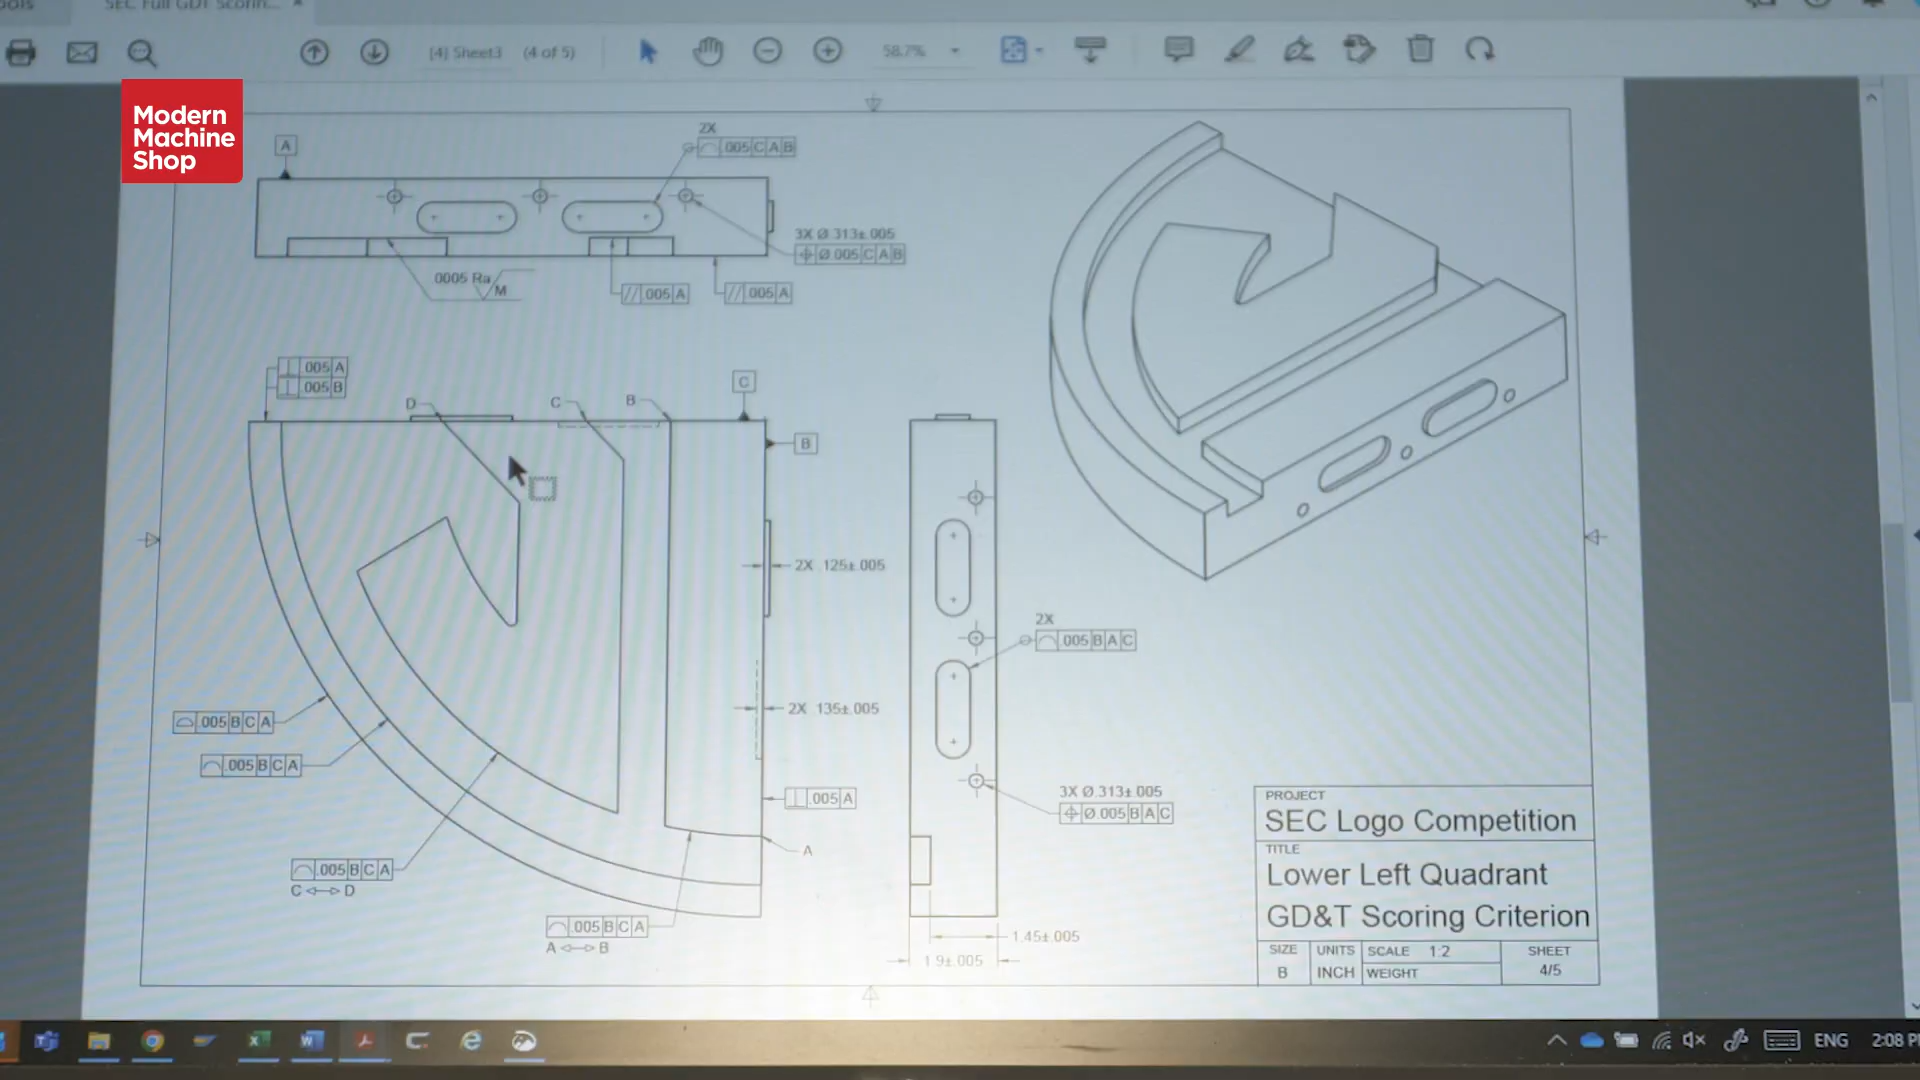 SEC Full GDT Scorin...
[4] Sheet3 (4 of 5)
58.7%
Modern
Machine
Shop
A
2X
.005 C A B
3X Ø.313±.005
Ø.005 C A B
.0005 Ra
M
// .005 A
// .005 A
.005 A
.005 B
D
C
B
C
B
2X .125±.005
2X .135±.005
2X
.005 B A C
.005 B C A
.005 B C A
.005 A
3X Ø.313±.005
Ø.005 B A C
A
.005 B C A
C D
.005 B C A
A B
1.45±.005
1.9±.005
PROJECT
SEC Logo Competition
TITLE
Lower Left Quadrant
GD&T Scoring Criterion
SIZE
B
UNITS
INCH
SCALE 1:2
WEIGHT
SHEET
4/5
ENG
2:08 P